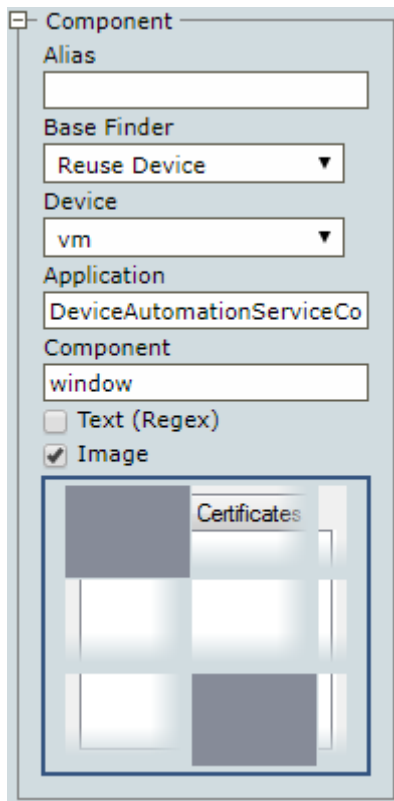 Component
Alias
Base Finder
Reuse Device
Device
vm
Application
DeviceAutomationServiceCo
Component
window
Text (Regex)
Image
Certificates